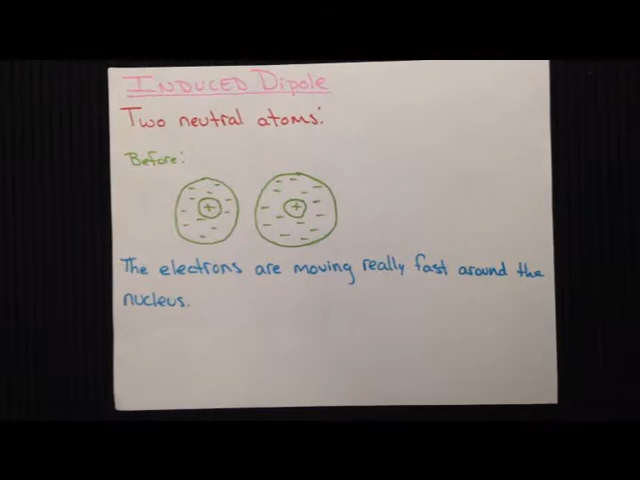 INDUCED Dipole
Two neutral atoms:
Before:
+ +
The electrons are moving really fast around the
nucleus.